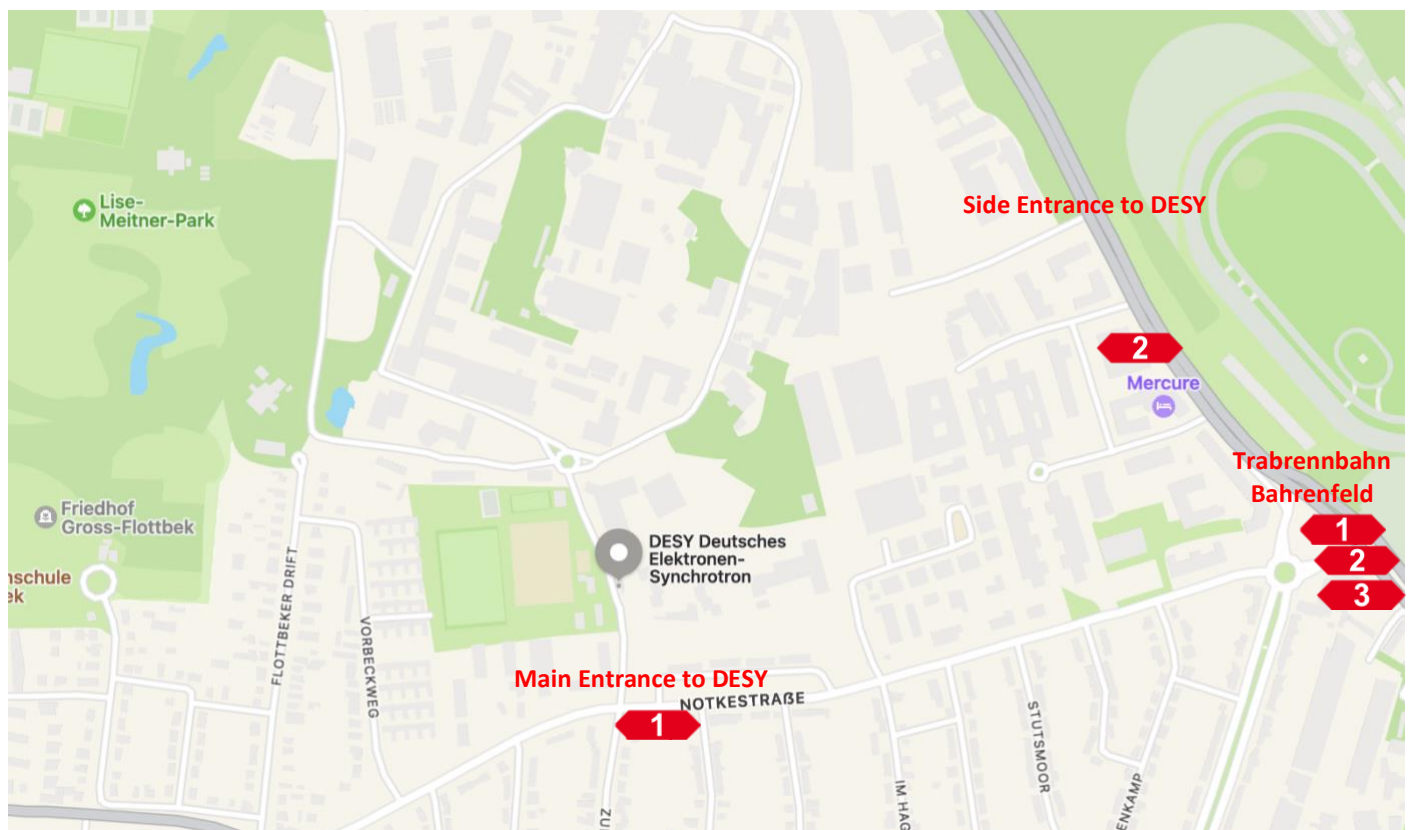 Lise-
Meitner-Park
Side Entrance to DESY
2
Mercure
Trabrennbahn
Bahrenfeld
1
2
3
Friedhof
Gross-Flottbek
DESY Deutsches
Elektronen-
Synchrotron
nschule
ek
FLOTTBEKER DRIFT
VORBECKWEG
Main Entrance to DESY
NOTKESTRAßE
1
STUTSMOOR
IM HAG
ENKAMP
ZU